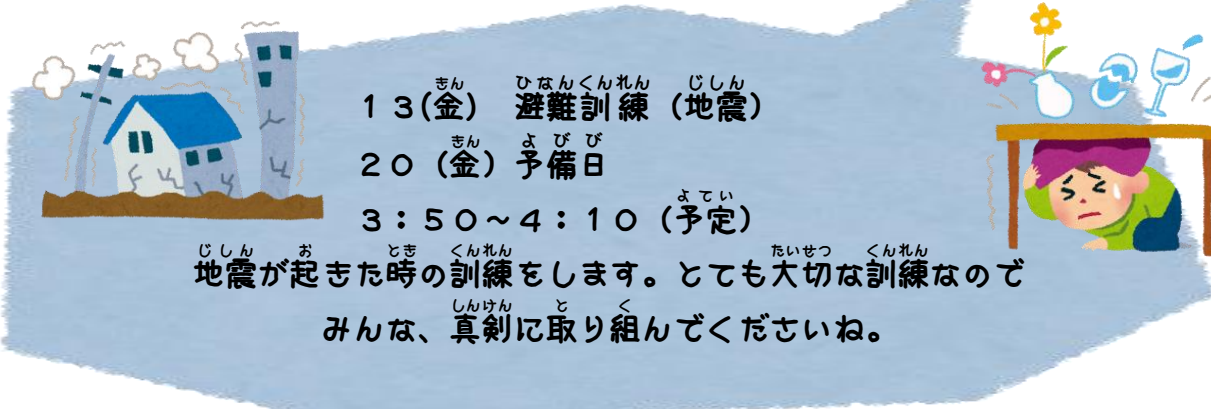 13(金) 避難訓練 (地震)
20 (金) 予備日
3:50~4:10 (予定)
地震が起きた時の訓練をします。とても大切な訓練なので
みんな、真剣に取り組んでくださいね。